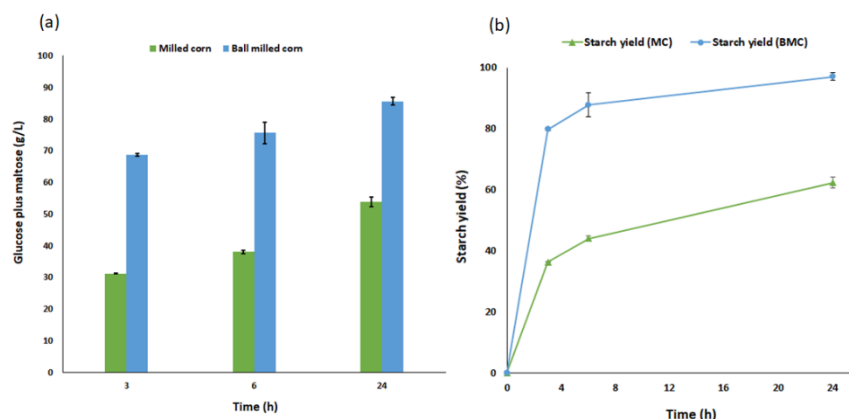 (a)
Milled corn Ball milled corn
Glucose plus maltose (g/L)
100
90
80
70
60
50
40
30
20
10
0
3 6 24
Time (h)
(b)
Starch yield (MC) Starch yield (BMC)
Starch yield (%)
100
80
60
40
20
0
0 4 8 12 16 20 24
Time (h)